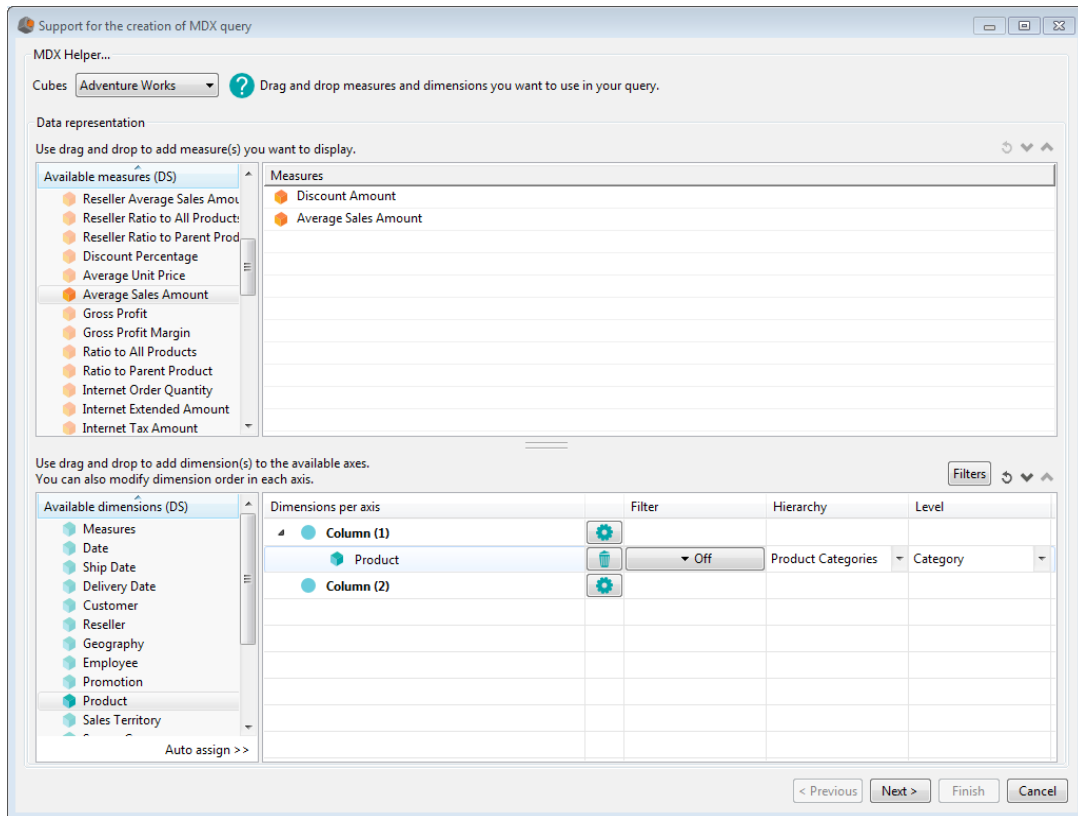 Support for the creation of MDX query
MDX Helper...
Cubes Adventure Works ? Drag and drop measures and dimensions you want to use in your query.
Data representation
Use drag and drop to add measure(s) you want to display.
Available measures (DS)
Reseller Average Sales Amou
Reseller Ratio to All Products
Reseller Ratio to Parent Prod
Discount Percentage
Average Unit Price
Average Sales Amount
Gross Profit
Gross Profit Margin
Ratio to All Products
Ratio to Parent Product
Internet Order Quantity
Internet Extended Amount
Internet Tax Amount
Measures
Discount Amount
Average Sales Amount
Use drag and drop to add dimension(s) to the available axes.
You can also modify dimension order in each axis.
Filters
Available dimensions (DS)
Measures
Date
Ship Date
Delivery Date
Customer
Reseller
Geography
Employee
Promotion
Product
Sales Territory
Auto assign >>
Dimensions per axis Filter Hierarchy Level
Column (1)
Product Off Product Categories Category
Column (2)
< Previous Next > Finish Cancel